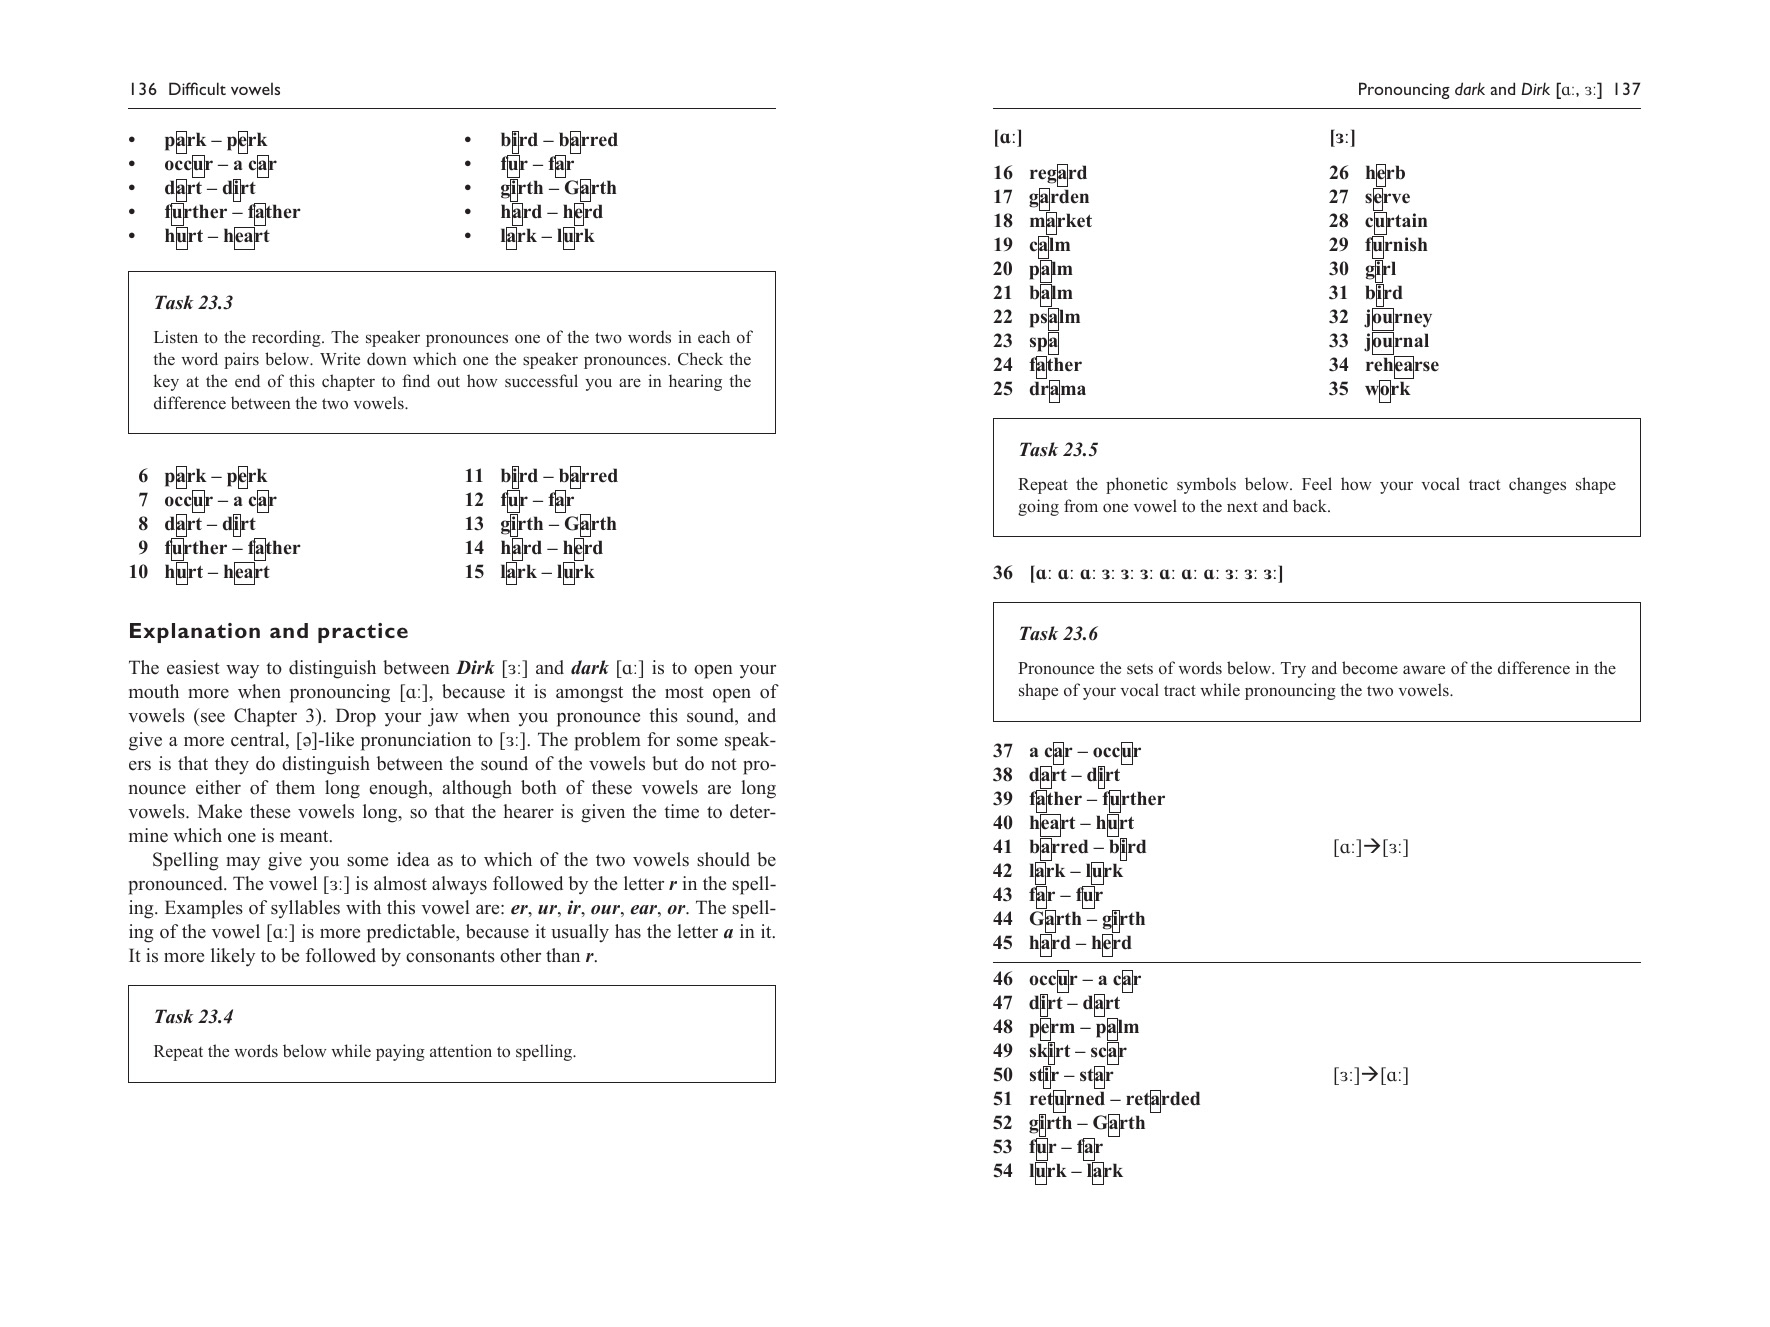 136 Difficult vowels
• park – perk
• occur – a car
• dart – dirt
• further – father
• hurt – heart
• bird – barred
• fur – far
• girth – Garth
• hard – herd
• lark – lurk
Task 23.3
Listen to the recording. The speaker pronounces one of the two words in each of
the word pairs below. Write down which one the speaker pronounces. Check the
key at the end of this chapter to find out how successful you are in hearing the
difference between the two vowels.
6 park – perk
7 occur – a car
8 dart – dirt
9 further – father
10 hurt – heart
11 bird – barred
12 fur – far
13 girth – Garth
14 hard – herd
15 lark – lurk
Explanation and practice
The easiest way to distinguish between Dirk [ɜː] and dark [ɑː] is to open your
mouth more when pronouncing [ɑː], because it is amongst the most open of
vowels (see Chapter 3). Drop your jaw when you pronounce this sound, and
give a more central, [ə]-like pronunciation to [ɜː]. The problem for some speak-
ers is that they do distinguish between the sound of the vowels but do not pro-
nounce either of them long enough, although both of these vowels are long
vowels. Make these vowels long, so that the hearer is given the time to deter-
mine which one is meant.
Spelling may give you some idea as to which of the two vowels should be
pronounced. The vowel [ɜː] is almost always followed by the letter r in the spell-
ing. Examples of syllables with this vowel are: er, ur, ir, our, ear, or. The spell-
ing of the vowel [ɑː] is more predictable, because it usually has the letter a in it.
It is more likely to be followed by consonants other than r.
Task 23.4
Repeat the words below while paying attention to spelling.
Pronouncing dark and Dirk [ɑː, ɜː] 137
[ɑː]
16 regard
17 garden
18 market
19 calm
20 palm
21 balm
22 psalm
23 spa
24 father
25 drama
[ɜː]
26 herb
27 serve
28 curtain
29 furnish
30 girl
31 bird
32 journey
33 journal
34 rehearse
35 work
Task 23.5
Repeat the phonetic symbols below. Feel how your vocal tract changes shape
going from one vowel to the next and back.
36 [ɑː ɑː ɑː ɜː ɜː ɜː ɑː ɑː ɑː ɜː ɜː ɜː]
Task 23.6
Pronounce the sets of words below. Try and become aware of the difference in the
shape of your vocal tract while pronouncing the two vowels.
37 a car – occur
38 dart – dirt
39 father – further
40 heart – hurt
41 barred – bird [ɑː]→[ɜː]
42 lark – lurk
43 far – fur
44 Garth – girth
45 hard – herd
46 occur – a car
47 dirt – dart
48 perm – palm
49 skirt – scar
50 stir – star [ɜː]→[ɑː]
51 returned – retarded
52 girth – Garth
53 fur – far
54 lurk – lark